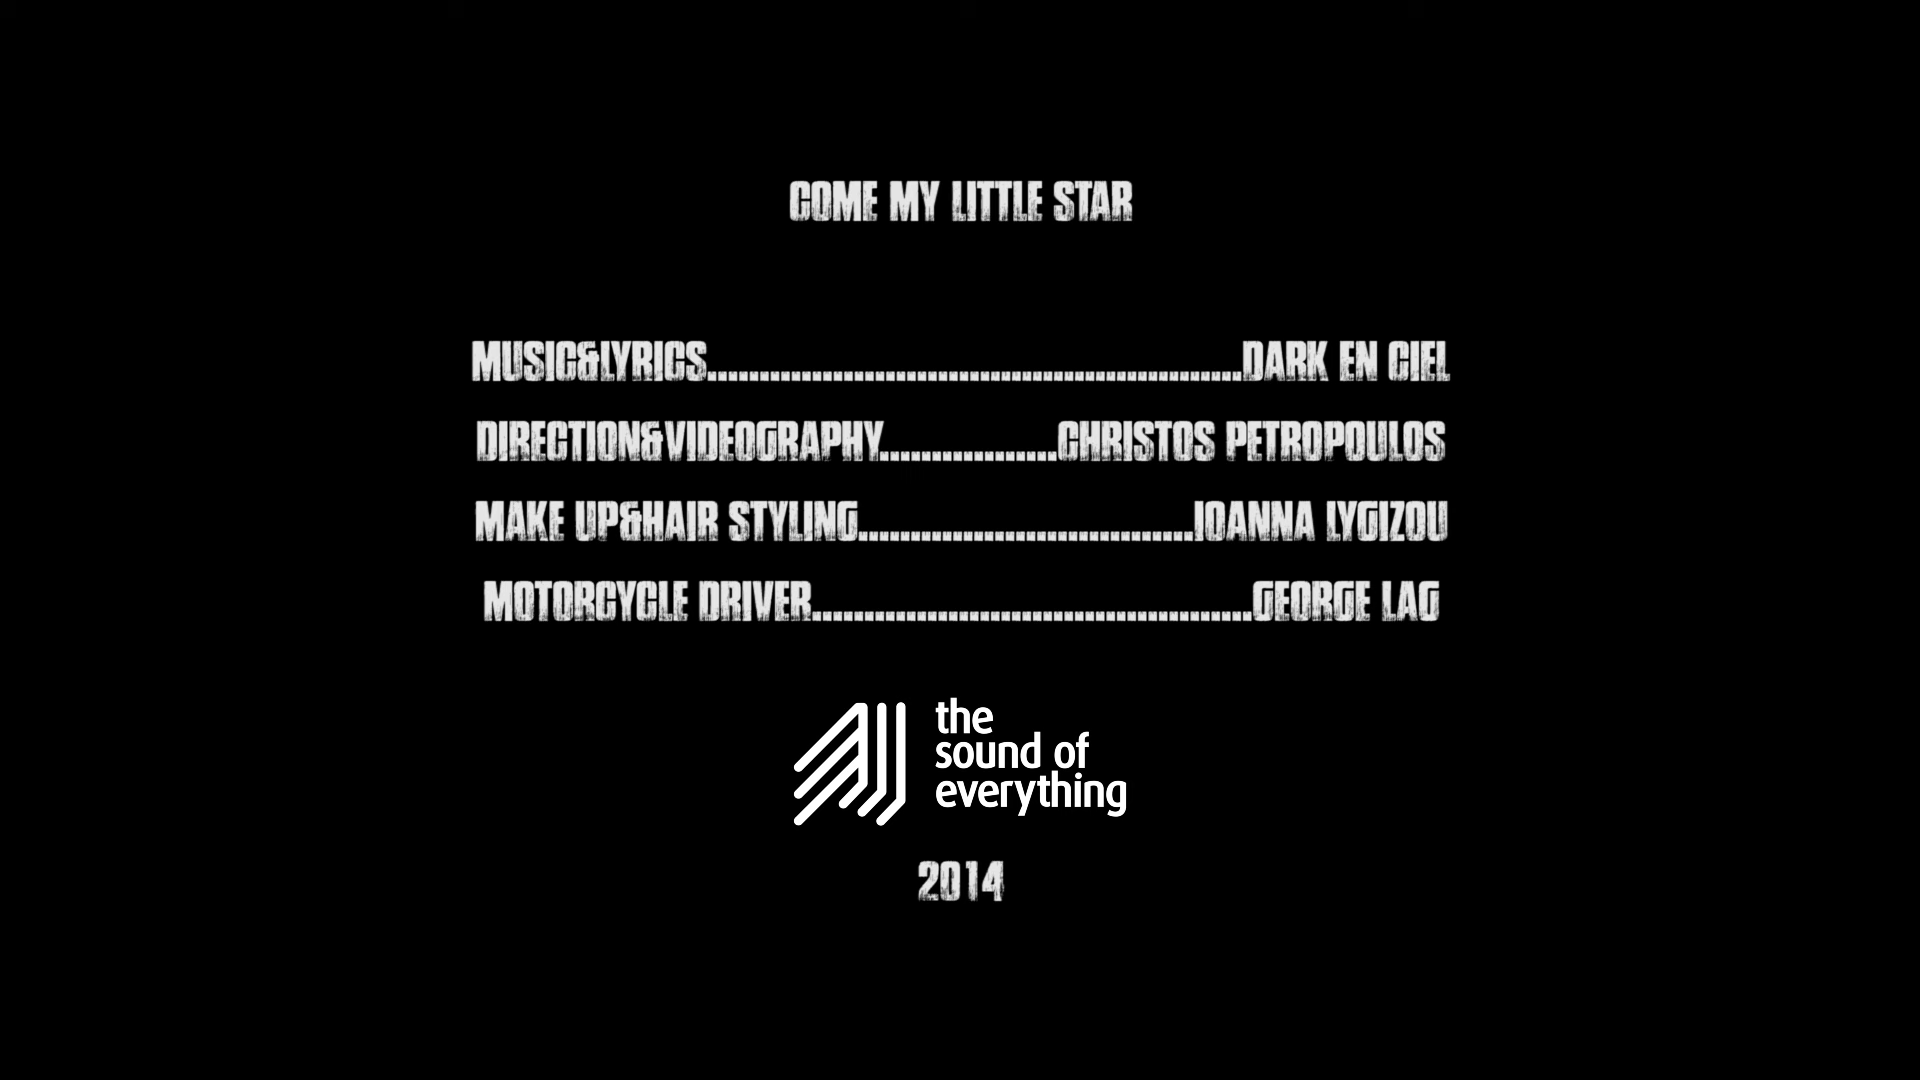 COME MY LITTLE STAR
MUSIC&LYRICS...................................................DARK EN CIEL
DIRECTION&VIDEOGRAPHY.................CHRISTOS PETROPOULOS
MAKE UP&HAIR STYLING................................IOANNA LYGIZOU
MOTORCYCLE DRIVER..........................................GEORGE LAG
the
sound of
everything
2014